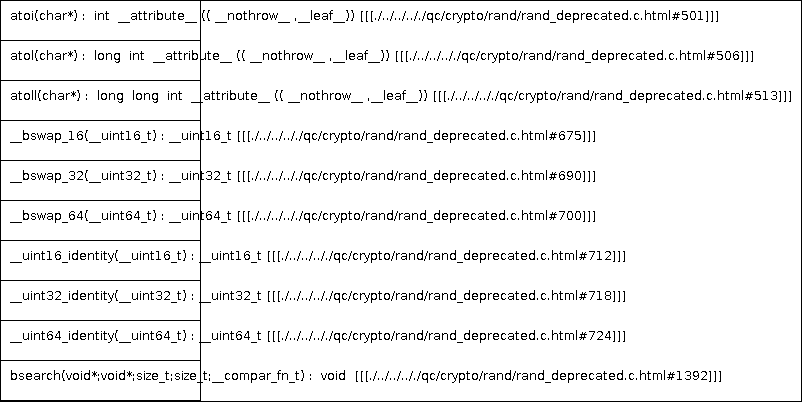 atoi(char*) : int __attribute__ (( __nothrow__ ,__leaf__)) [[[./../../../qc/crypto/rand/rand_deprecated.c.html#501]]]
atol(char*) : long int __attribute__ (( __nothrow__ ,__leaf__)) [[[./../../../qc/crypto/rand/rand_deprecated.c.html#506]]]
atoll(char*) : long long int __attribute__ (( __nothrow__ ,__leaf__)) [[[./../../../qc/crypto/rand/rand_deprecated.c.html#513]]]
__bswap_16(__uint16_t) : __uint16_t [[[./../../../qc/crypto/rand/rand_deprecated.c.html#675]]]
__bswap_32(__uint32_t) : __uint32_t [[[./../../../qc/crypto/rand/rand_deprecated.c.html#690]]]
__bswap_64(__uint64_t) : __uint64_t [[[./../../../qc/crypto/rand/rand_deprecated.c.html#700]]]
__uint16_identity(__uint16_t) : __uint16_t [[[./../../../qc/crypto/rand/rand_deprecated.c.html#712]]]
__uint32_identity(__uint32_t) : __uint32_t [[[./../../../qc/crypto/rand/rand_deprecated.c.html#718]]]
__uint64_identity(__uint64_t) : __uint64_t [[[./../../../qc/crypto/rand/rand_deprecated.c.html#724]]]
bsearch(void*;void*;size_t;size_t;__compar_fn_t) : void [[[./../../../qc/crypto/rand/rand_deprecated.c.html#1392]]]